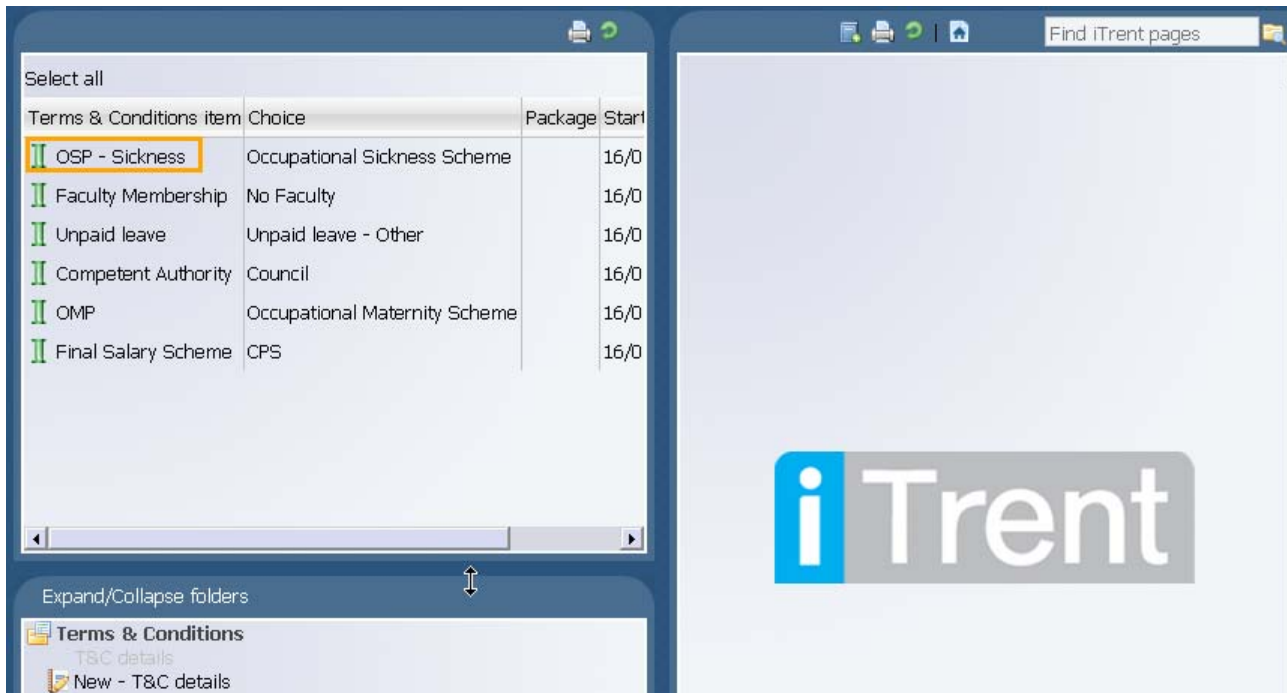 Find iTrent pages
Select all
Terms & Conditions item Choice Package Start
OSP - Sickness Occupational Sickness Scheme 16/0
Faculty Membership No Faculty 16/0
Unpaid leave Unpaid leave - Other 16/0
Competent Authority Council 16/0
OMP Occupational Maternity Scheme 16/0
Final Salary Scheme CPS 16/0
i Trent
Expand/Collapse folders
Terms & Conditions
T&C details
New - T&C details